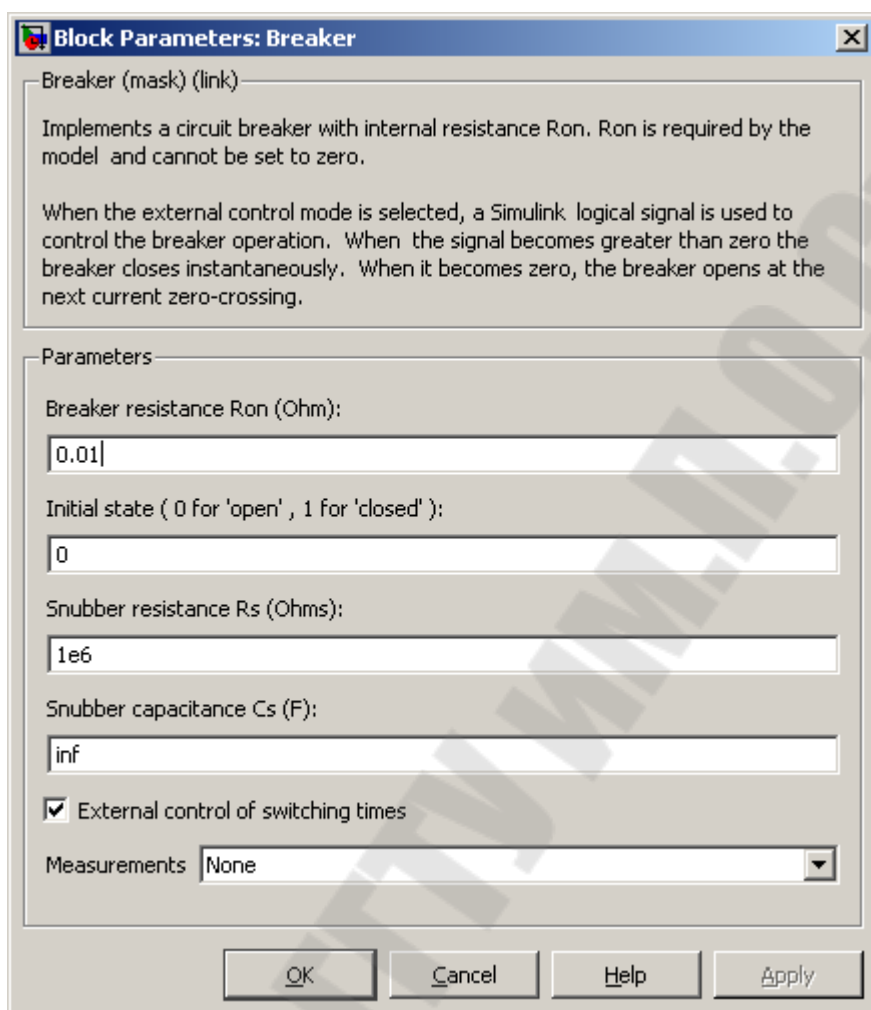 Block Parameters: Breaker
Breaker (mask) (link)
Implements a circuit breaker with internal resistance Ron. Ron is required by the
model and cannot be set to zero.
When the external control mode is selected, a Simulink logical signal is used to
control the breaker operation. When the signal becomes greater than zero the
breaker closes instantaneously. When it becomes zero, the breaker opens at the
next current zero-crossing.
Parameters
Breaker resistance Ron (Ohm):
0.01
Initial state ( 0 for 'open' , 1 for 'closed' ):
0
Snubber resistance Rs (Ohms):
1e6
Snubber capacitance Cs (F):
inf
External control of switching times
Measurements None
OK Cancel Help Apply
ГГТУ ИМ.П.О.